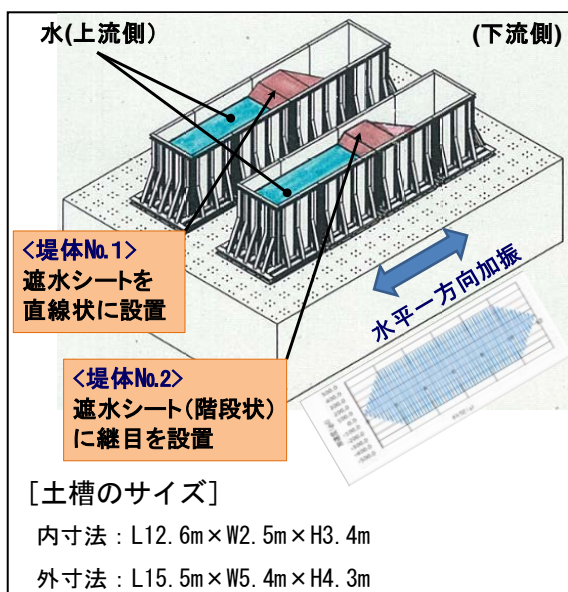 水(上流側)
(下流側)
<堤体No.1>
遮水シートを
直線状に設置
水平一方向加振
<堤体No.2>
遮水シート(階段状)
に継目を設置
[土槽のサイズ]
内寸法:L12.6m×W2.5m×H3.4m
外寸法:L15.5m×W5.4m×H4.3m